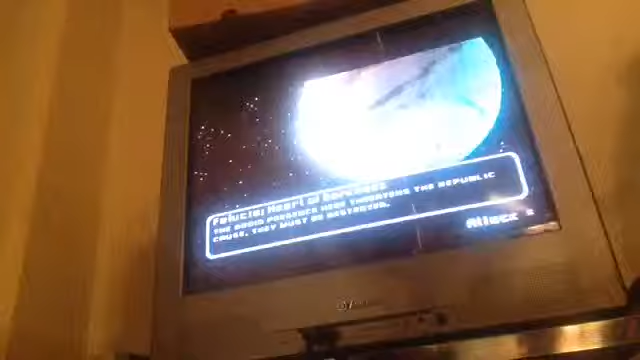 Felucia: Heart of Darkness
THE DROID PRESENCE HERE THREATENS THE REPUBLIC
CAUSE. THEY MUST BE DESTROYED.
Attack